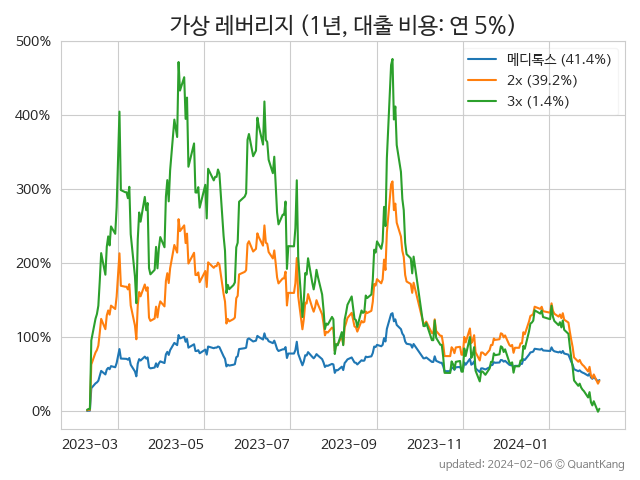 가상 레버리지 (1년, 대출 비용: 연 5%)
500%
400%
300%
200%
100%
0%
메디톡스 (41.4%)
2x (39.2%)
3x (1.4%)
2023-03 2023-05 2023-07 2023-09 2023-11 2024-01
updated: 2024-02-06 © QuantKang